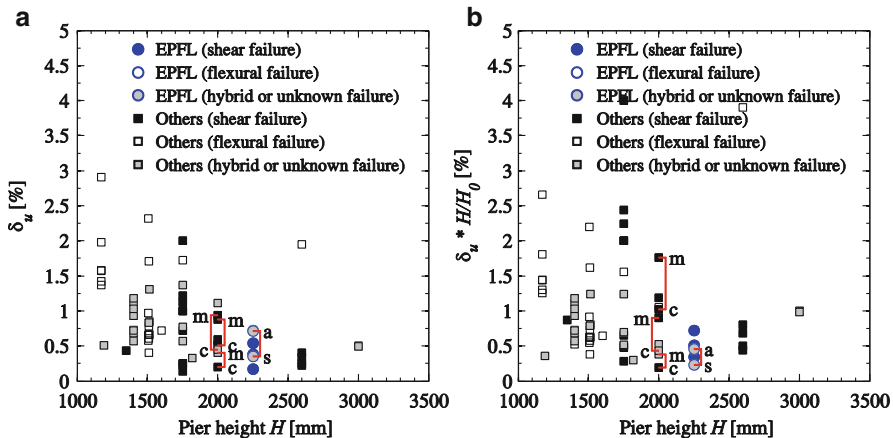 a
5
4.5
4
3.5
3
2.5
2
1.5
1
0.5
0
δu [%]
EPFL (shear failure)
EPFL (flexural failure)
EPFL (hybrid or unknown failure)
Others (shear failure)
Others (flexural failure)
Others (hybrid or unknown failure)
m
m
c
c
m
c
a
s
1000 1500 2000 2500 3000 3500
Pier height H [mm]
b
5
4.5
4
3.5
3
2.5
2
1.5
1
0.5
0
δu * H/H0 [%]
EPFL (shear failure)
EPFL (flexural failure)
EPFL (hybrid or unknown failure)
Others (shear failure)
Others (flexural failure)
Others (hybrid or unknown failure)
m
c
m
c
m
c
a
s
1000 1500 2000 2500 3000 3500
Pier height H [mm]